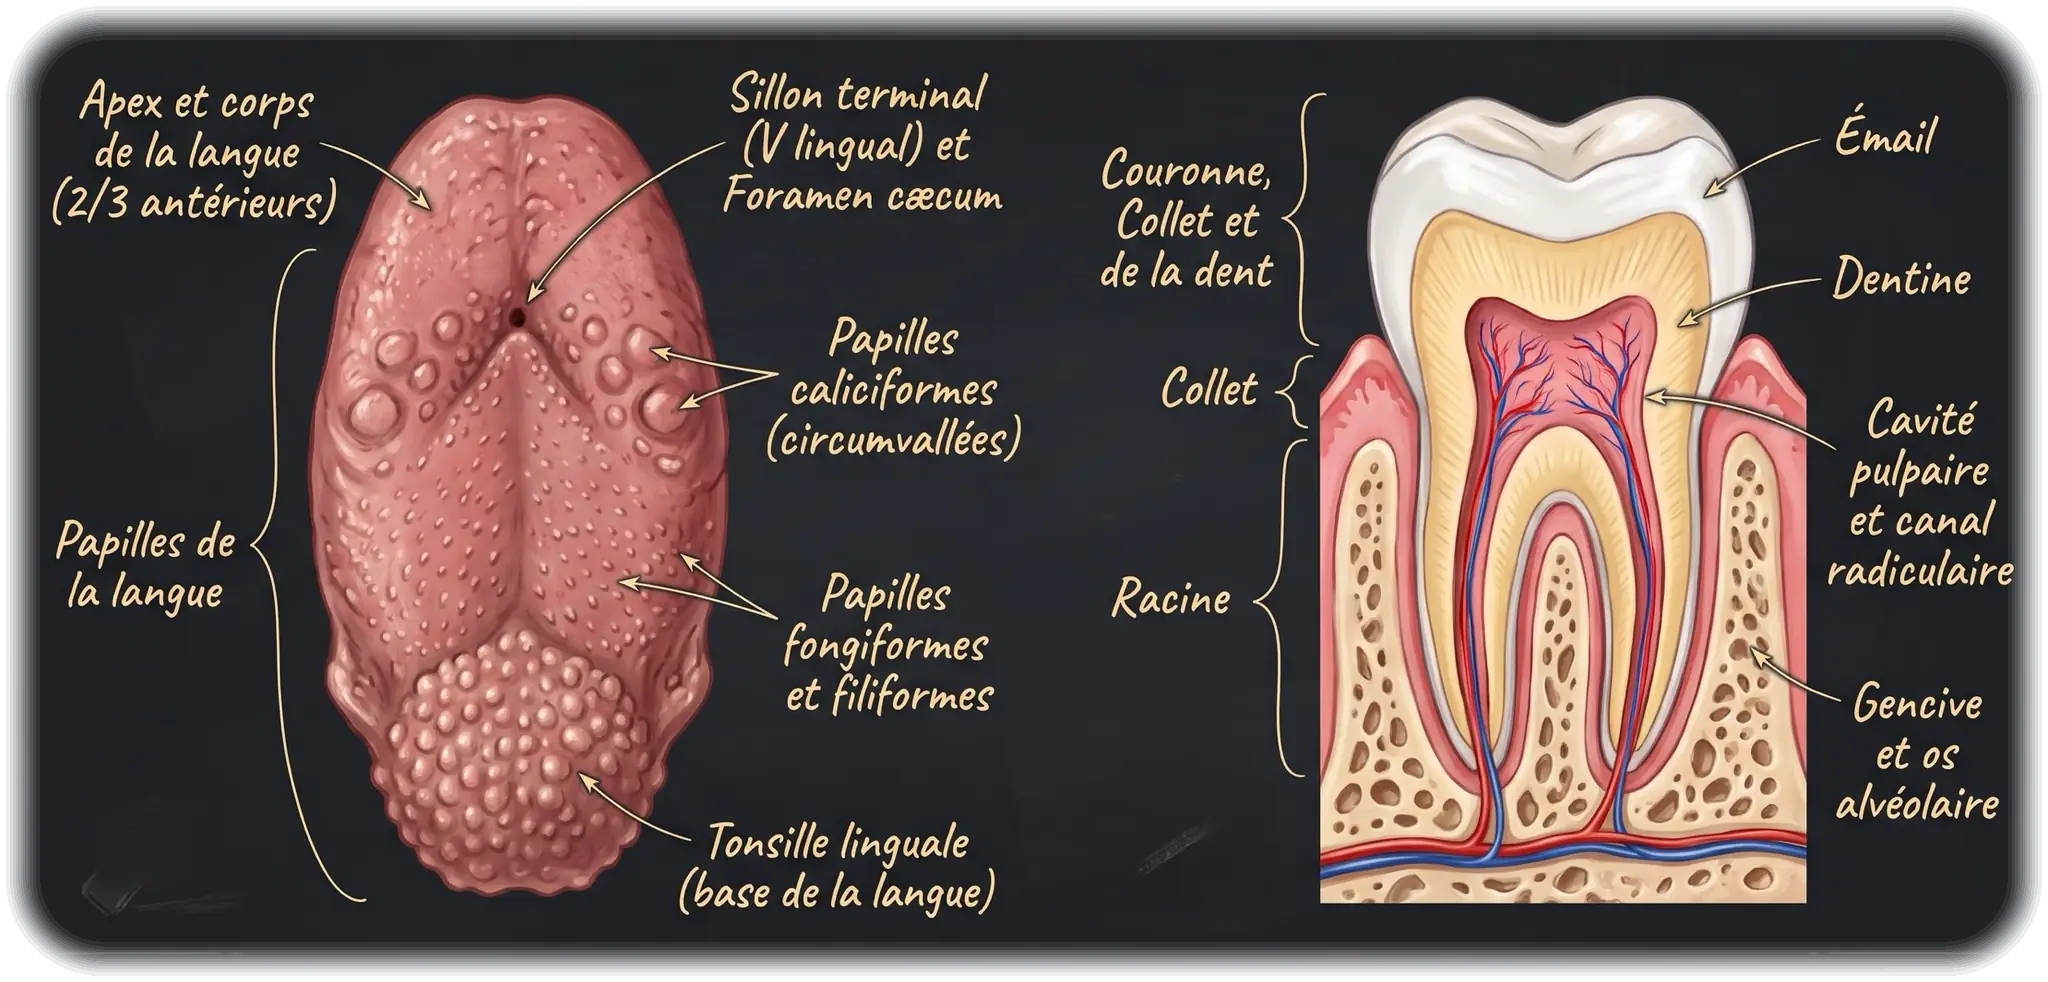 Apex et corps
de la langue
(2/3 antérieurs)
Papilles de
la langue
Sillon terminal
(V lingual) et
Foramen cæcum
Papilles
caliciformes
(circumvallées)
Papilles
fongiformes
et filiformes
Tonsille linguale
(base de la langue)
Couronne,
Collet et
de la dent
Collet
Racine
Émail
Dentine
Cavité
pulpaire
et canal
radiculaire
Gencive
et os
alvéolaire